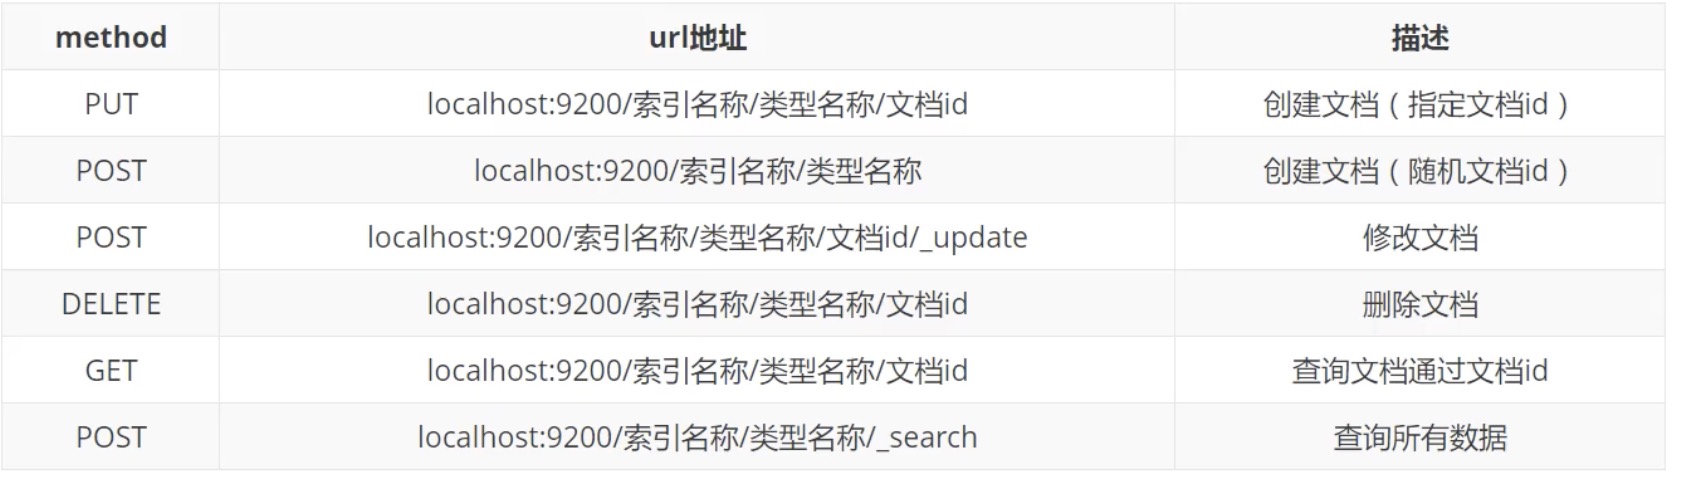 method url地址 描述
PUT localhost:9200/索引名称/类型名称/文档id 创建文档（指定文档id）
POST localhost:9200/索引名称/类型名称 创建文档（随机文档id）
POST localhost:9200/索引名称/类型名称/文档id/_update 修改文档
DELETE localhost:9200/索引名称/类型名称/文档id 删除文档
GET localhost:9200/索引名称/类型名称/文档id 查询文档通过文档id
POST localhost:9200/索引名称/类型名称/_search 查询所有数据